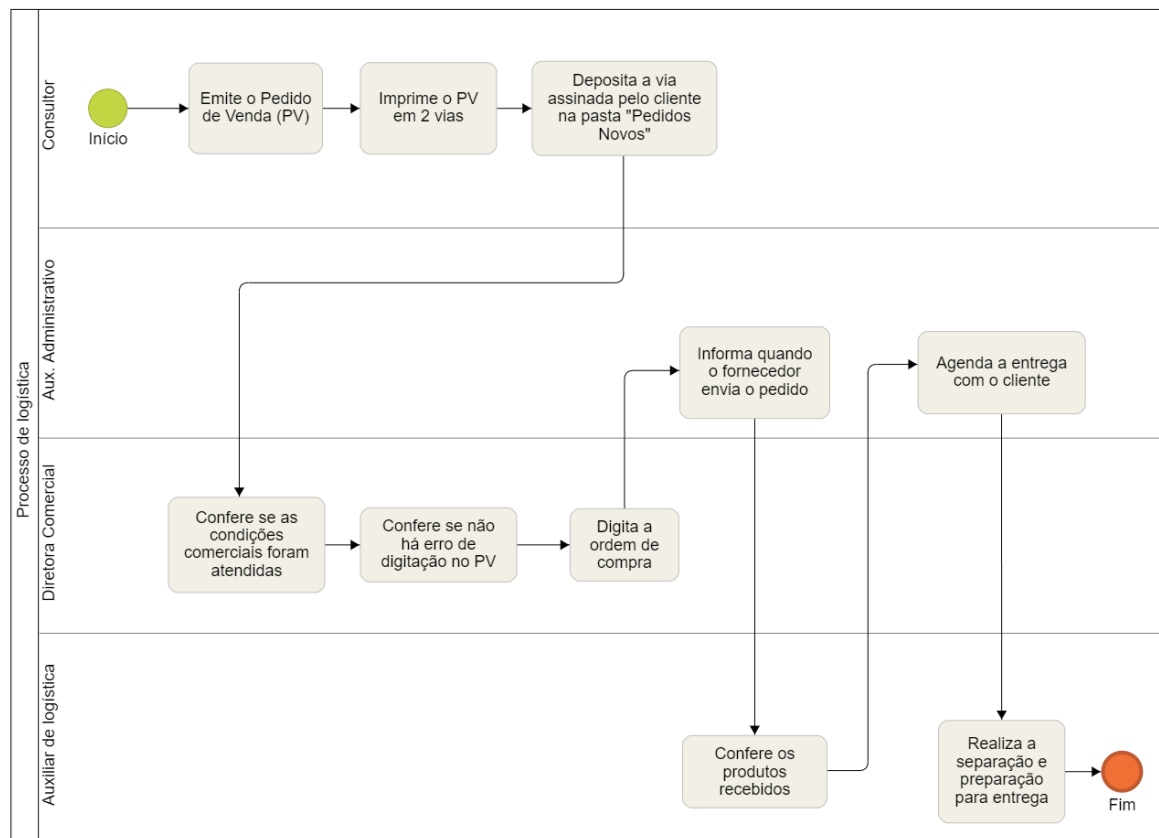 Processo de logística
Consultor
Início
Emite o Pedido
de Venda (PV)
Imprime o PV
em 2 vias
Deposita a via
assinada pelo cliente
na pasta "Pedidos
Novos"
Aux. Administrativo
Informa quando
o fornecedor
envia o pedido
Agenda a entrega
com o cliente
Diretora Comercial
Confere se as
condições
comerciais foram
atendidas
Confere se não
há erro de
digitação no PV
Digita a
ordem de
compra
Auxiliar de logística
Confere os
produtos
recebidos
Realiza a
separação e
preparação
para entrega
Fim